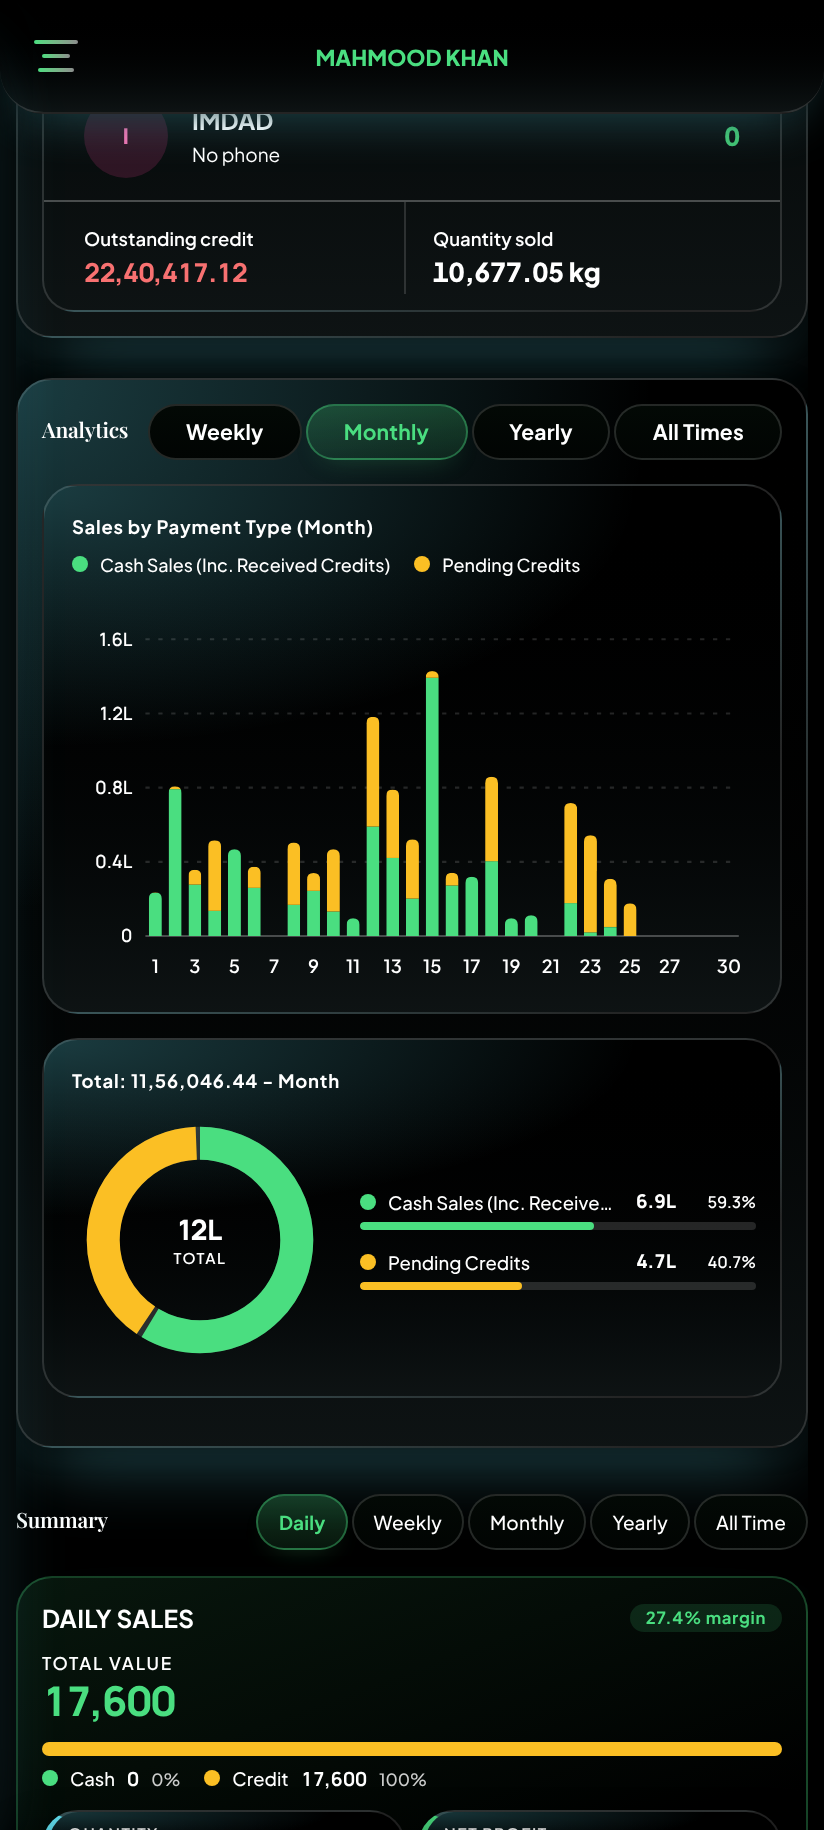 MAHMOOD KHAN
I
IMDAD
No phone
0
Outstanding credit
Quantity sold
22,40,417.12
10,677.05 kg
Analytics
Weekly
Monthly
Yearly
All Times
Sales by Payment Type (Month)
Cash Sales (Inc. Received Credits)
Pending Credits
1.6L
1.2L
0.8L
0.4L
0
1 3 5 7 9 11 13 15 17 19 21 23 25 27 30
Total: 11,56,046.44 - Month
12L
TOTAL
Cash Sales (Inc. Receive... 6.9L 59.3%
Pending Credits 4.7L 40.7%
Summary
Daily
Weekly
Monthly
Yearly
All Time
DAILY SALES
27.4% margin
TOTAL VALUE
17,600
Cash 0 0% Credit 17,600 100%
QUANTITY
NET PROFIT